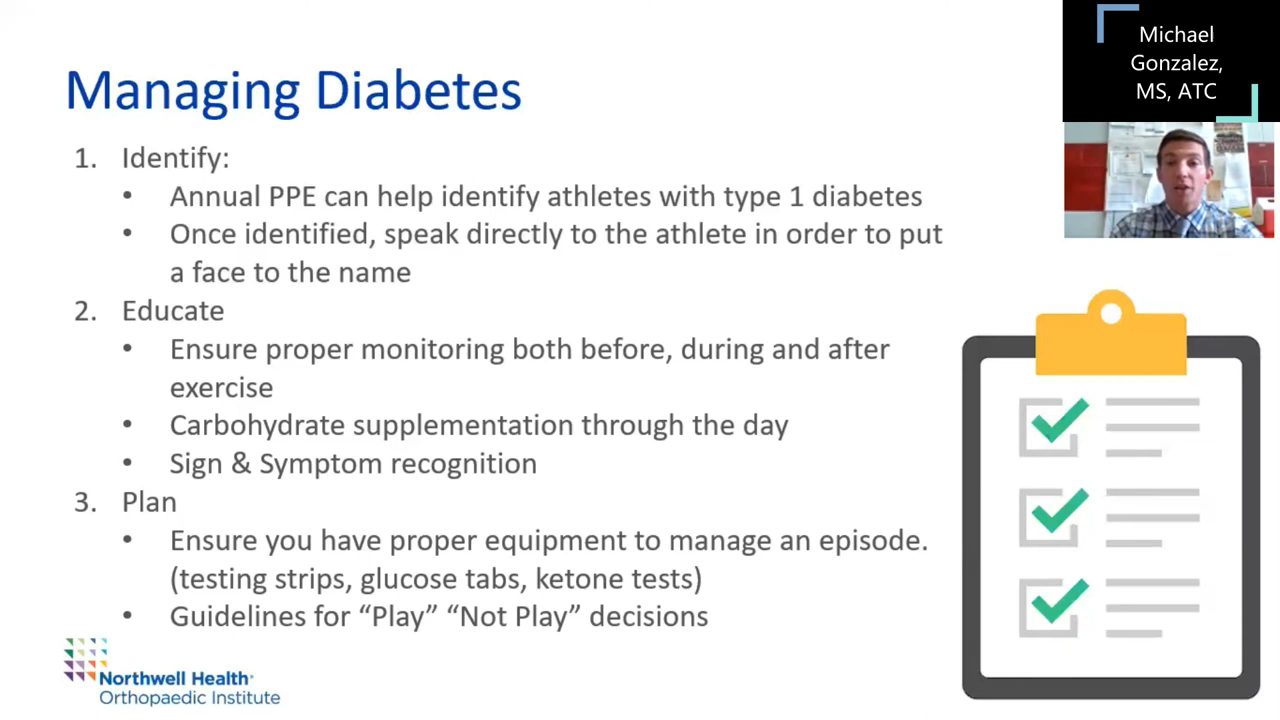 Michael
Gonzalez,
MS, ATC
Managing Diabetes
1. Identify:
• Annual PPE can help identify athletes with type 1 diabetes
• Once identified, speak directly to the athlete in order to put
a face to the name
2. Educate
• Ensure proper monitoring both before, during and after
exercise
• Carbohydrate supplementation through the day
• Sign & Symptom recognition
3. Plan
• Ensure you have proper equipment to manage an episode.
(testing strips, glucose tabs, ketone tests)
• Guidelines for “Play” “Not Play” decisions
Northwell Health
Orthopaedic Institute